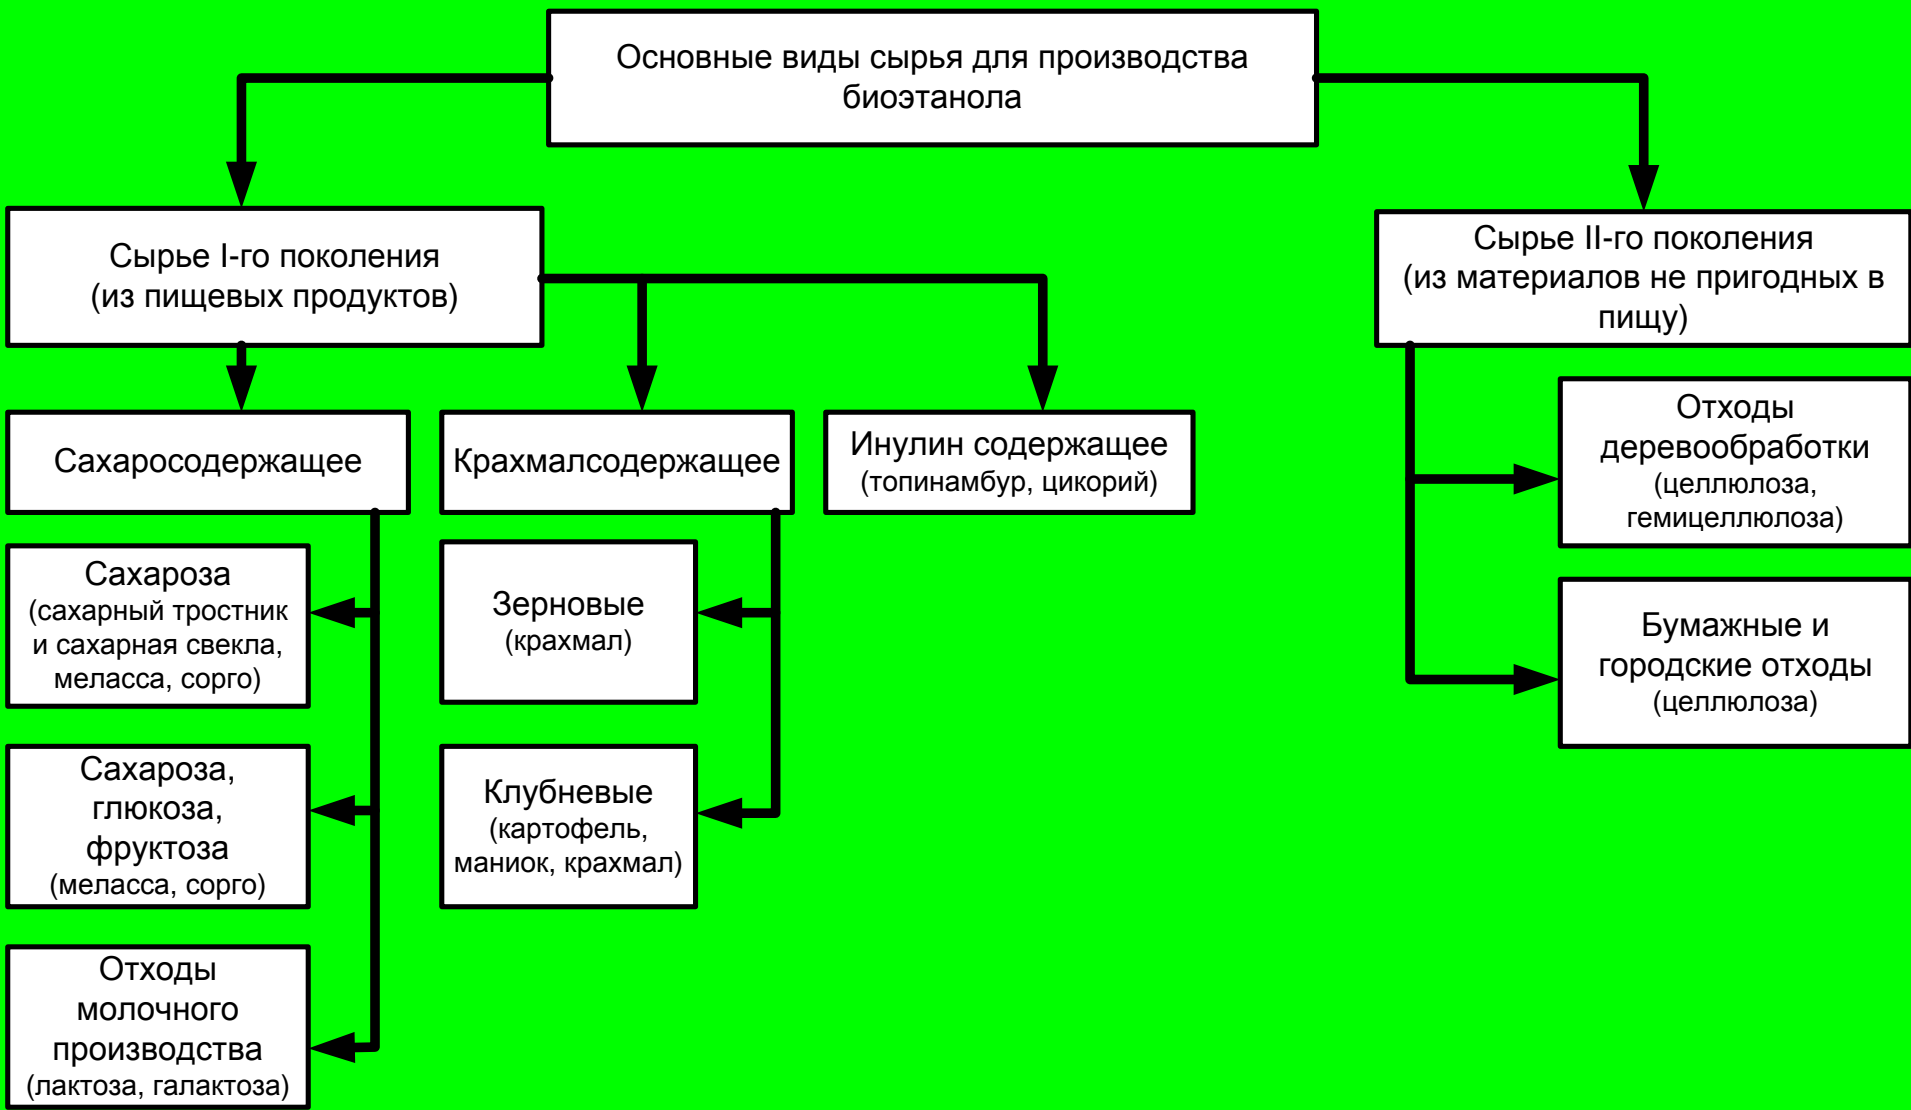 Основные виды сырья для производства
биоэтанола
Сырье I-го поколения
(из пищевых продуктов)
Сырье II-го поколения
(из материалов не пригодных в
пищу)
Сахаросодержащее
Крахмалсодержащее
Инулин содержащее
(топинамбур, цикорий)
Отходы
деревообработки
(целлюлоза,
гемицеллюлоза)
Сахароза
(сахарный тростник
и сахарная свекла,
меласса, сорго)
Зерновые
(крахмал)
Бумажные и
городские отходы
(целлюлоза)
Сахароза,
глюкоза,
фруктоза
(меласса, сорго)
Клубневые
(картофель,
маниок, крахмал)
Отходы
молочного
производства
(лактоза, галактоза)